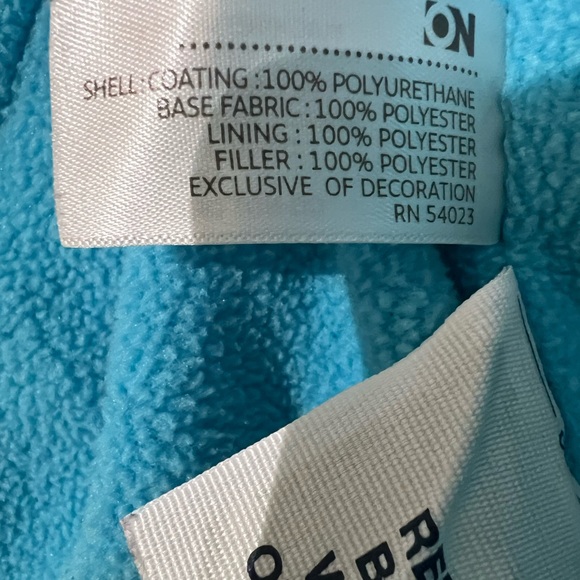 ON
SHELL:COATING:100% POLYURETHANE
BASE FABRIC:100% POLYESTER
LINING:100% POLYESTER
FILLER:100% POLYESTER
EXCLUSIVE OF DECORATION
RN 54023